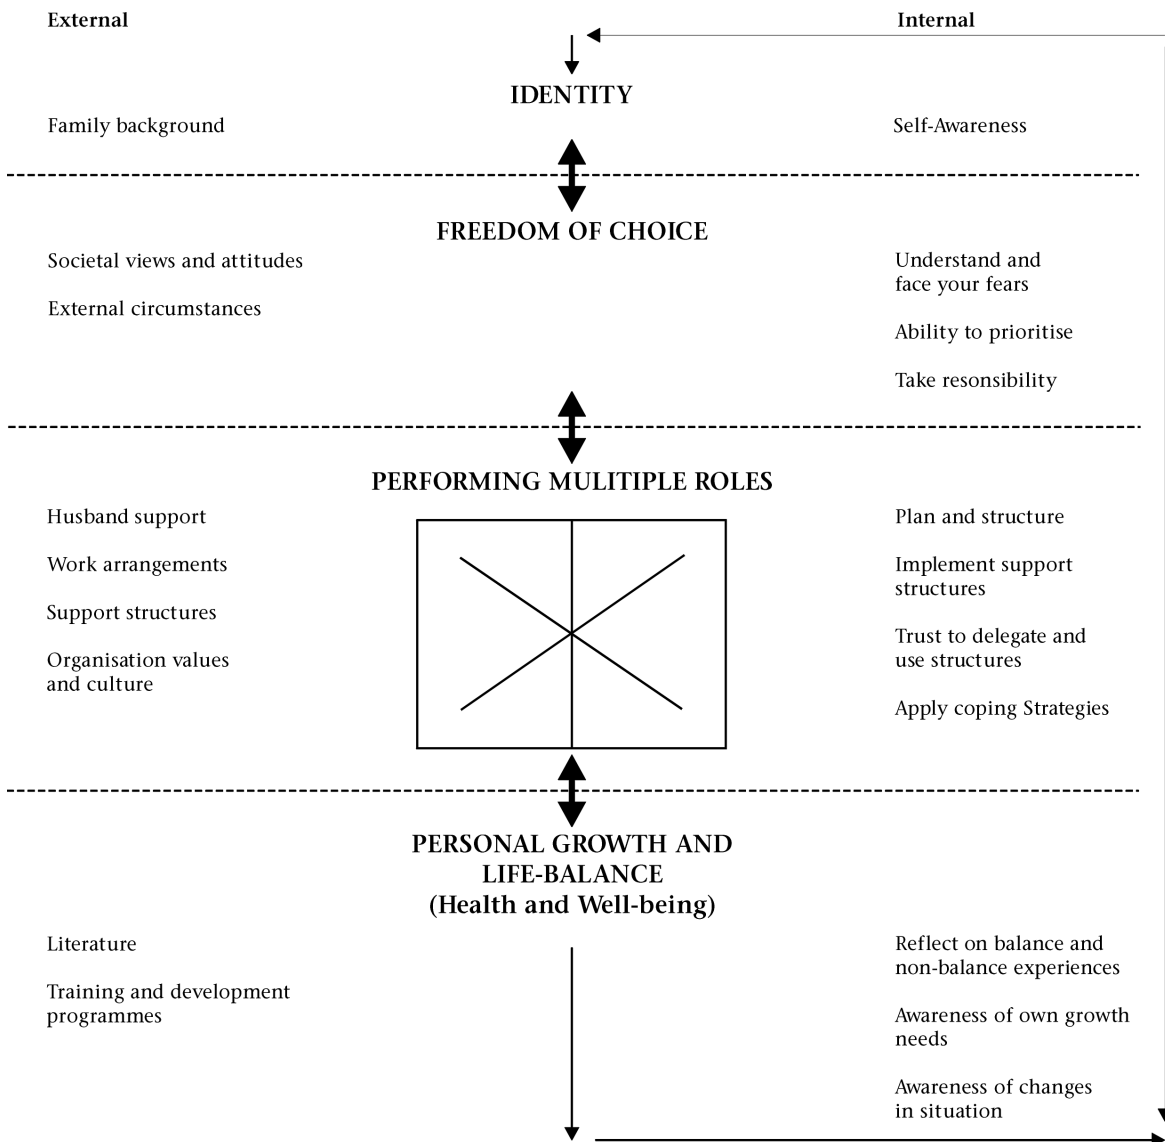 External
Internal
IDENTITY
Family background
Self-Awareness
FREEDOM OF CHOICE
Societal views and attitudes
External circumstances
Understand and
face your fears
Ability to prioritise
Take resonsibility
PERFORMING MULITIPLE ROLES
Husband support
Work arrangements
Support structures
Organisation values
and culture
Plan and structure
Implement support
structures
Trust to delegate and
use structures
Apply coping Strategies
PERSONAL GROWTH AND
LIFE-BALANCE
(Health and Well-being)
Literature
Training and development
programmes
Reflect on balance and
non-balance experiences
Awareness of own growth
needs
Awareness of changes
in situation